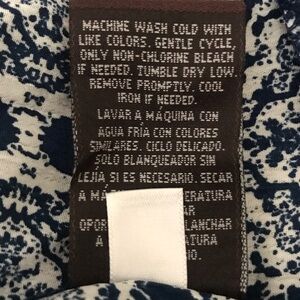 MACHINE WASH COLD WITH
LIKE COLORS. GENTLE CYCLE,
ONLY NON-CHLORINE BLEACH
IF NEEDED. TUMBLE DRY LOW.
REMOVE PROMPTLY. COOL
IRON IF NEEDED.
LAVAR A MÁQUINA CON
AGUA FRÍA CON COLORES
SIMILARES. CICLO DELICADO.
SOLO BLANQUEADOR SIN
LEJÍA SI ES NECESARIO. SECAR
A